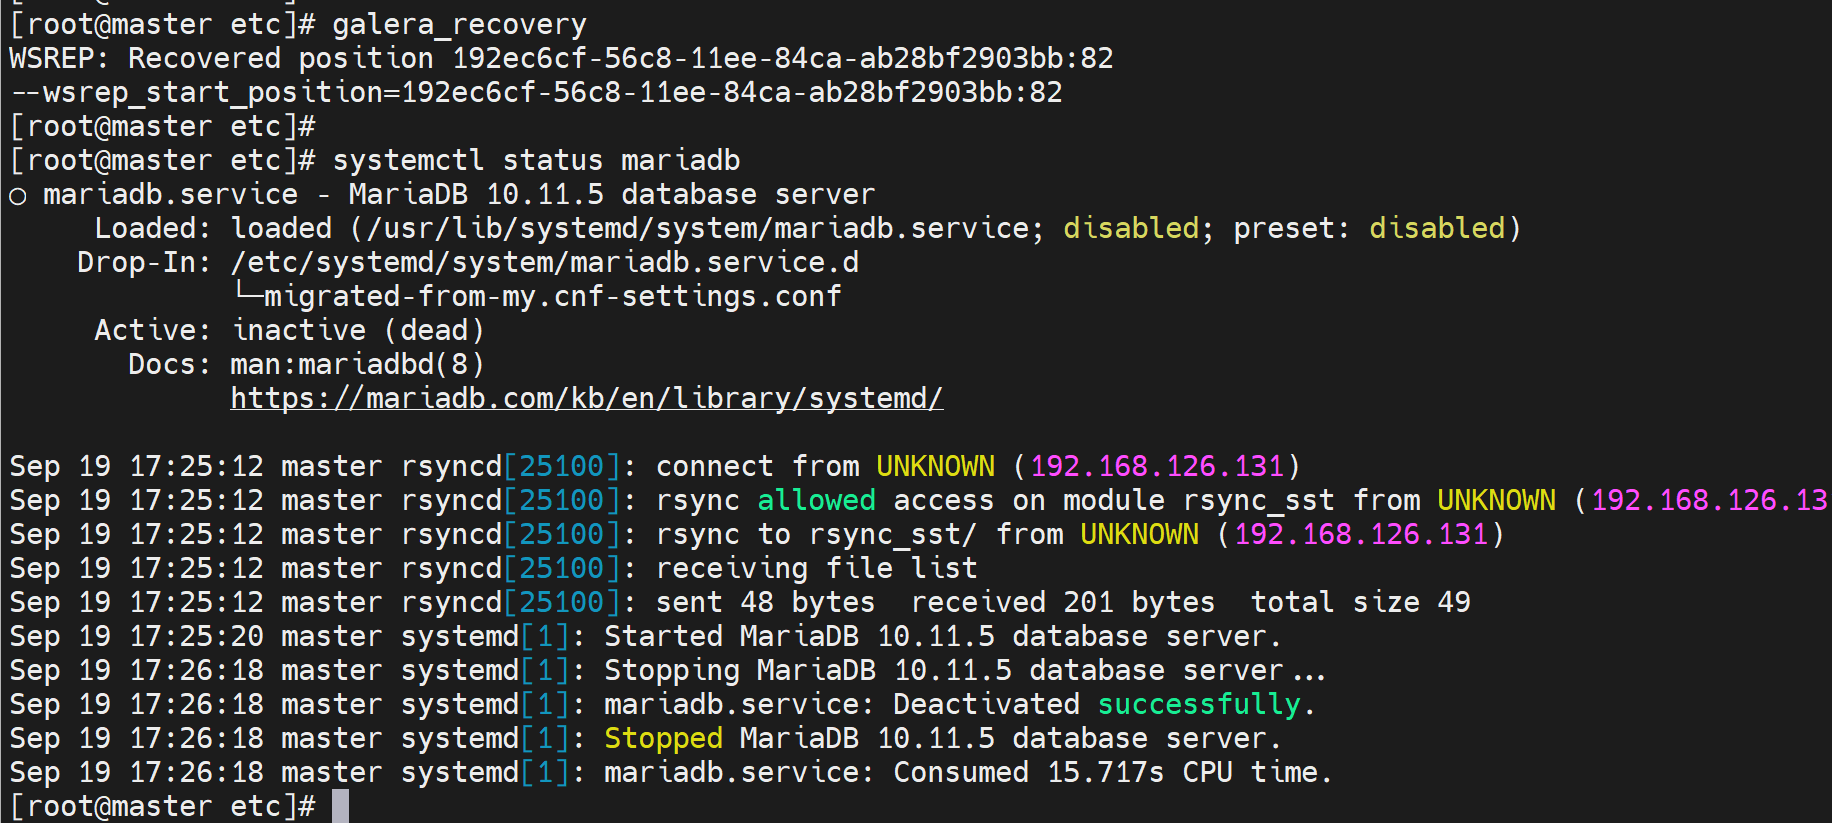 [root@master etc]# galera_recovery
WSREP: Recovered position 192ec6cf-56c8-11ee-84ca-ab28bf2903bb:82
--wsrep_start_position=192ec6cf-56c8-11ee-84ca-ab28bf2903bb:82
[root@master etc]#
[root@master etc]# systemctl status mariadb
○ mariadb.service - MariaDB 10.11.5 database server
     Loaded: loaded (/usr/lib/systemd/system/mariadb.service; disabled; preset: disabled)
    Drop-In: /etc/systemd/system/mariadb.service.d
             └─migrated-from-my.cnf-settings.conf
     Active: inactive (dead)
       Docs: man:mariadbd(8)
             https://mariadb.com/kb/en/library/systemd/
Sep 19 17:25:12 master rsyncd[25100]: connect from UNKNOWN (192.168.126.131)
Sep 19 17:25:12 master rsyncd[25100]: rsync allowed access on module rsync_sst from UNKNOWN (192.168.126.13
Sep 19 17:25:12 master rsyncd[25100]: rsync to rsync_sst/ from UNKNOWN (192.168.126.131)
Sep 19 17:25:12 master rsyncd[25100]: receiving file list
Sep 19 17:25:12 master rsyncd[25100]: sent 48 bytes  received 201 bytes  total size 49
Sep 19 17:25:20 master systemd[1]: Started MariaDB 10.11.5 database server.
Sep 19 17:26:18 master systemd[1]: Stopping MariaDB 10.11.5 database server...
Sep 19 17:26:18 master systemd[1]: mariadb.service: Deactivated successfully.
Sep 19 17:26:18 master systemd[1]: Stopped MariaDB 10.11.5 database server.
Sep 19 17:26:18 master systemd[1]: mariadb.service: Consumed 15.717s CPU time.
[root@master etc]#